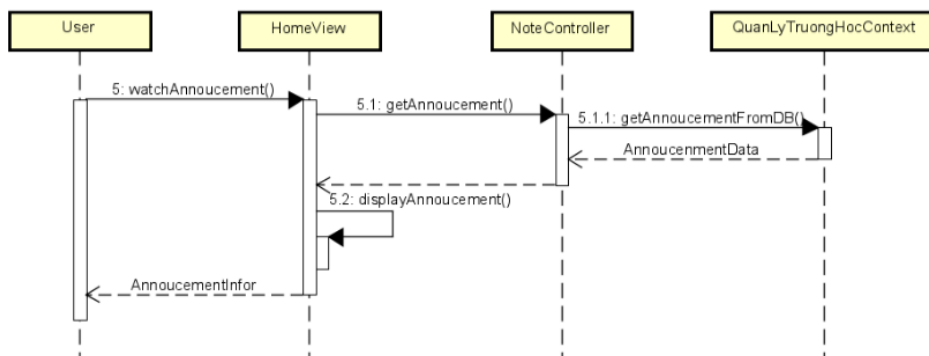 User
HomeView
NoteController
QuanLyTruongHocContext
5: watchAnnoucement()
5.1: getAnnoucement()
5.1.1: getAnnoucementFromDB()
AnnoucenmentData
5.2: displayAnnoucement()
AnnoucementInfor